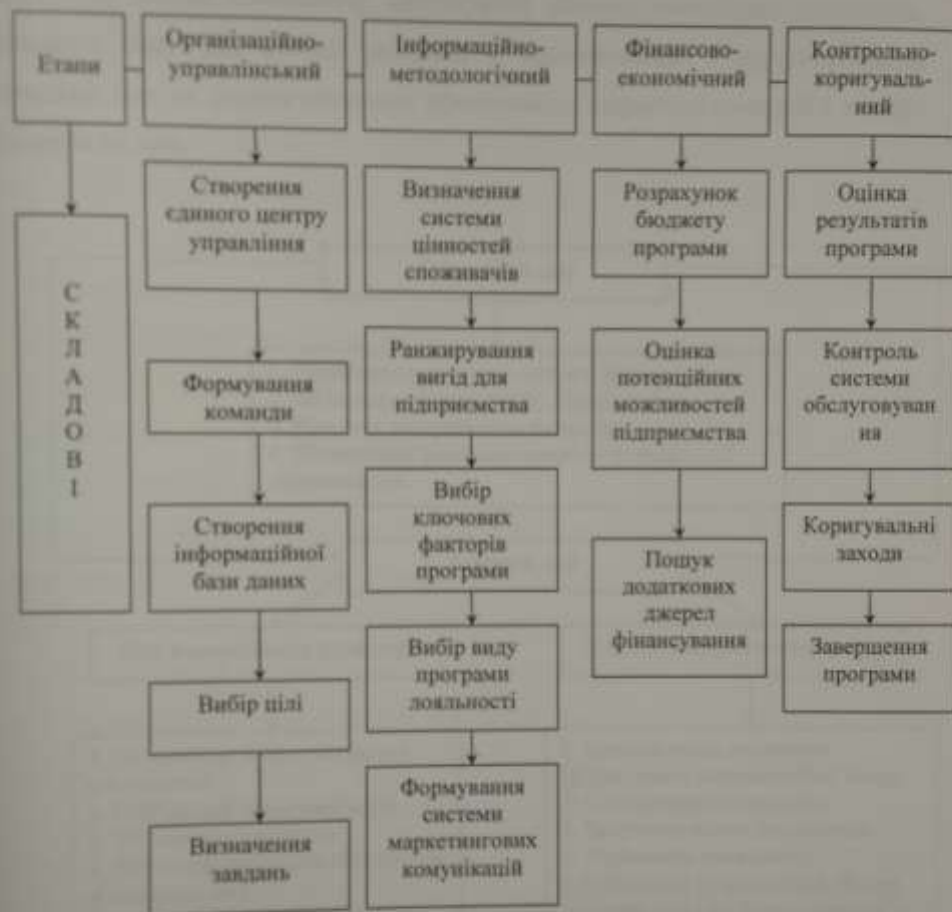 Етапи
Організаційно-
управлінський
Інформаційно-
методологічний
Фінансово-
економічний
Контрольно-
коригуваль-
ний
С
К
Л
А
Д
О
В
І
Створення
єдиного центру
управління
Формування
команди
Створення
інформаційної
бази даних
Вибір цілі
Визначення
завдань
Визначення
системи
цінностей
споживачів
Ранжирування
вигід для
підприємства
Вибір
ключових
факторів
програми
Вибір виду
програми
лояльності
Формування
системи
маркетингових
комунікацій
Розрахунок
бюджету
програми
Оцінка
потенційних
можливостей
підприємства
Пошук
додаткових
джерел
фінансування
Оцінка
результатів
програми
Контроль
системи
обслуговуван
ня
Коригувальні
заходи
Завершення
програми